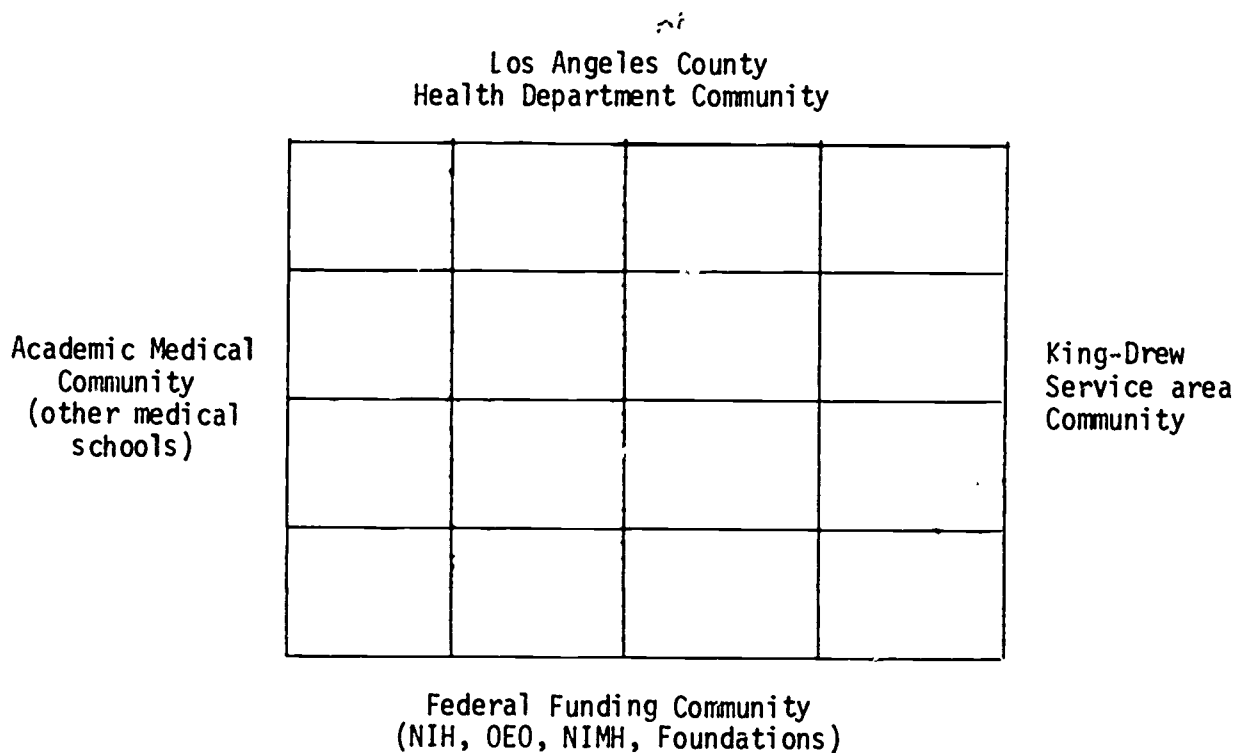 Los Angeles County
Health Department Community
Academic Medical
Community
(other medical
schools)
King-Drew
Service area
Community
Federal Funding Community
(NIH, OEO, NIMH, Foundations)